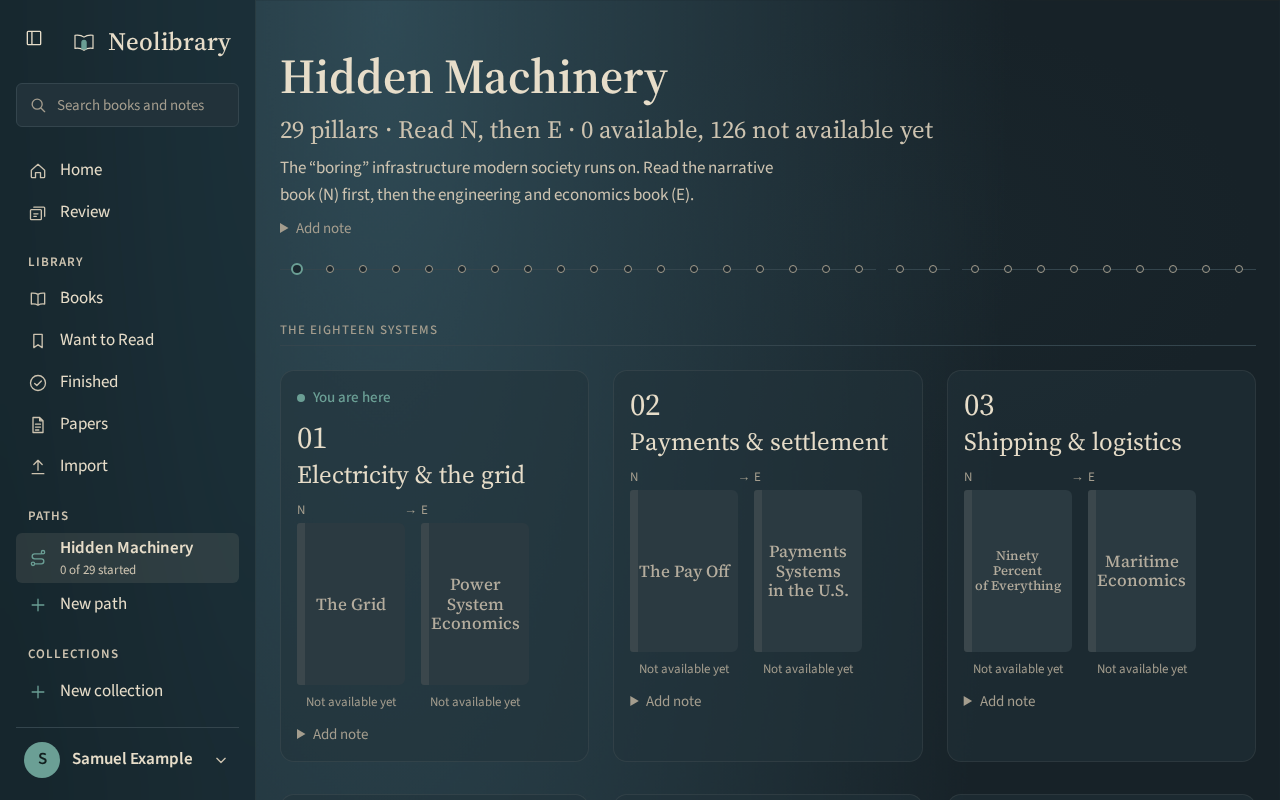 Neolibrary
Search books and notes
Home
Review
LIBRARY
Books
Want to Read
Finished
Papers
Import
PATHS
Hidden Machinery
0 of 29 started
New path
COLLECTIONS
New collection
S
Samuel Example
Hidden Machinery
29 pillars · Read N, then E · 0 available, 126 not available yet
The “boring” infrastructure modern society runs on. Read the narrative
book (N) first, then the engineering and economics book (E).
Add note
THE EIGHTEEN SYSTEMS
You are here
01
Electricity & the grid
N → E
The Grid
Power
System
Economics
Not available yet
Not available yet
Add note
02
Payments & settlement
N → E
The Pay Off
Payments
Systems
in the U.S.
Not available yet
Not available yet
Add note
03
Shipping & logistics
N → E
Ninety
Percent
of Everything
Maritime
Economics
Not available yet
Not available yet
Add note